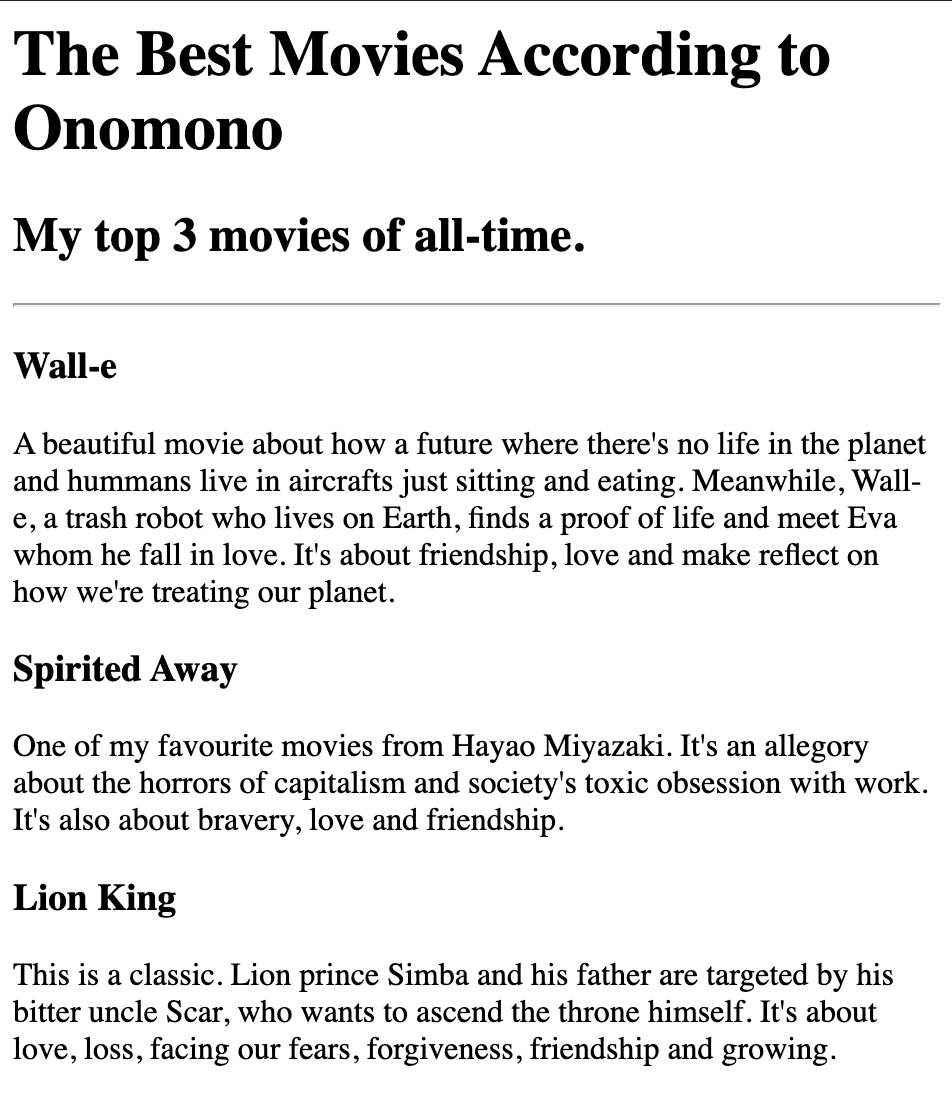 The Best Movies According to
Onomono
My top 3 movies of all-time.
Wall-e
A beautiful movie about how a future where there's no life in the planet
and hummans live in aircrafts just sitting and eating. Meanwhile, Wall-
e, a trash robot who lives on Earth, finds a proof of life and meet Eva
whom he fall in love. It's about friendship, love and make reflect on
how we're treating our planet.
Spirited Away
One of my favourite movies from Hayao Miyazaki. It's an allegory
about the horrors of capitalism and society's toxic obsession with work.
It's also about bravery, love and friendship.
Lion King
This is a classic. Lion prince Simba and his father are targeted by his
bitter uncle Scar, who wants to ascend the throne himself. It's about
love, loss, facing our fears, forgiveness, friendship and growing.